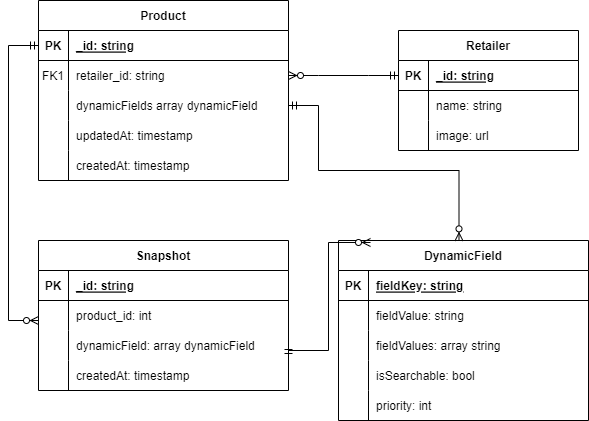 Product
PK _id: string
FK1 retailer_id: string
dynamicFields array dynamicField
updatedAt: timestamp
createdAt: timestamp
Retailer
PK _id: string
name: string
image: url
Snapshot
PK _id: string
product_id: int
dynamicField: array dynamicField
createdAt: timestamp
DynamicField
PK fieldKey: string
fieldValue: string
fieldValues: array string
isSearchable: bool
priority: int